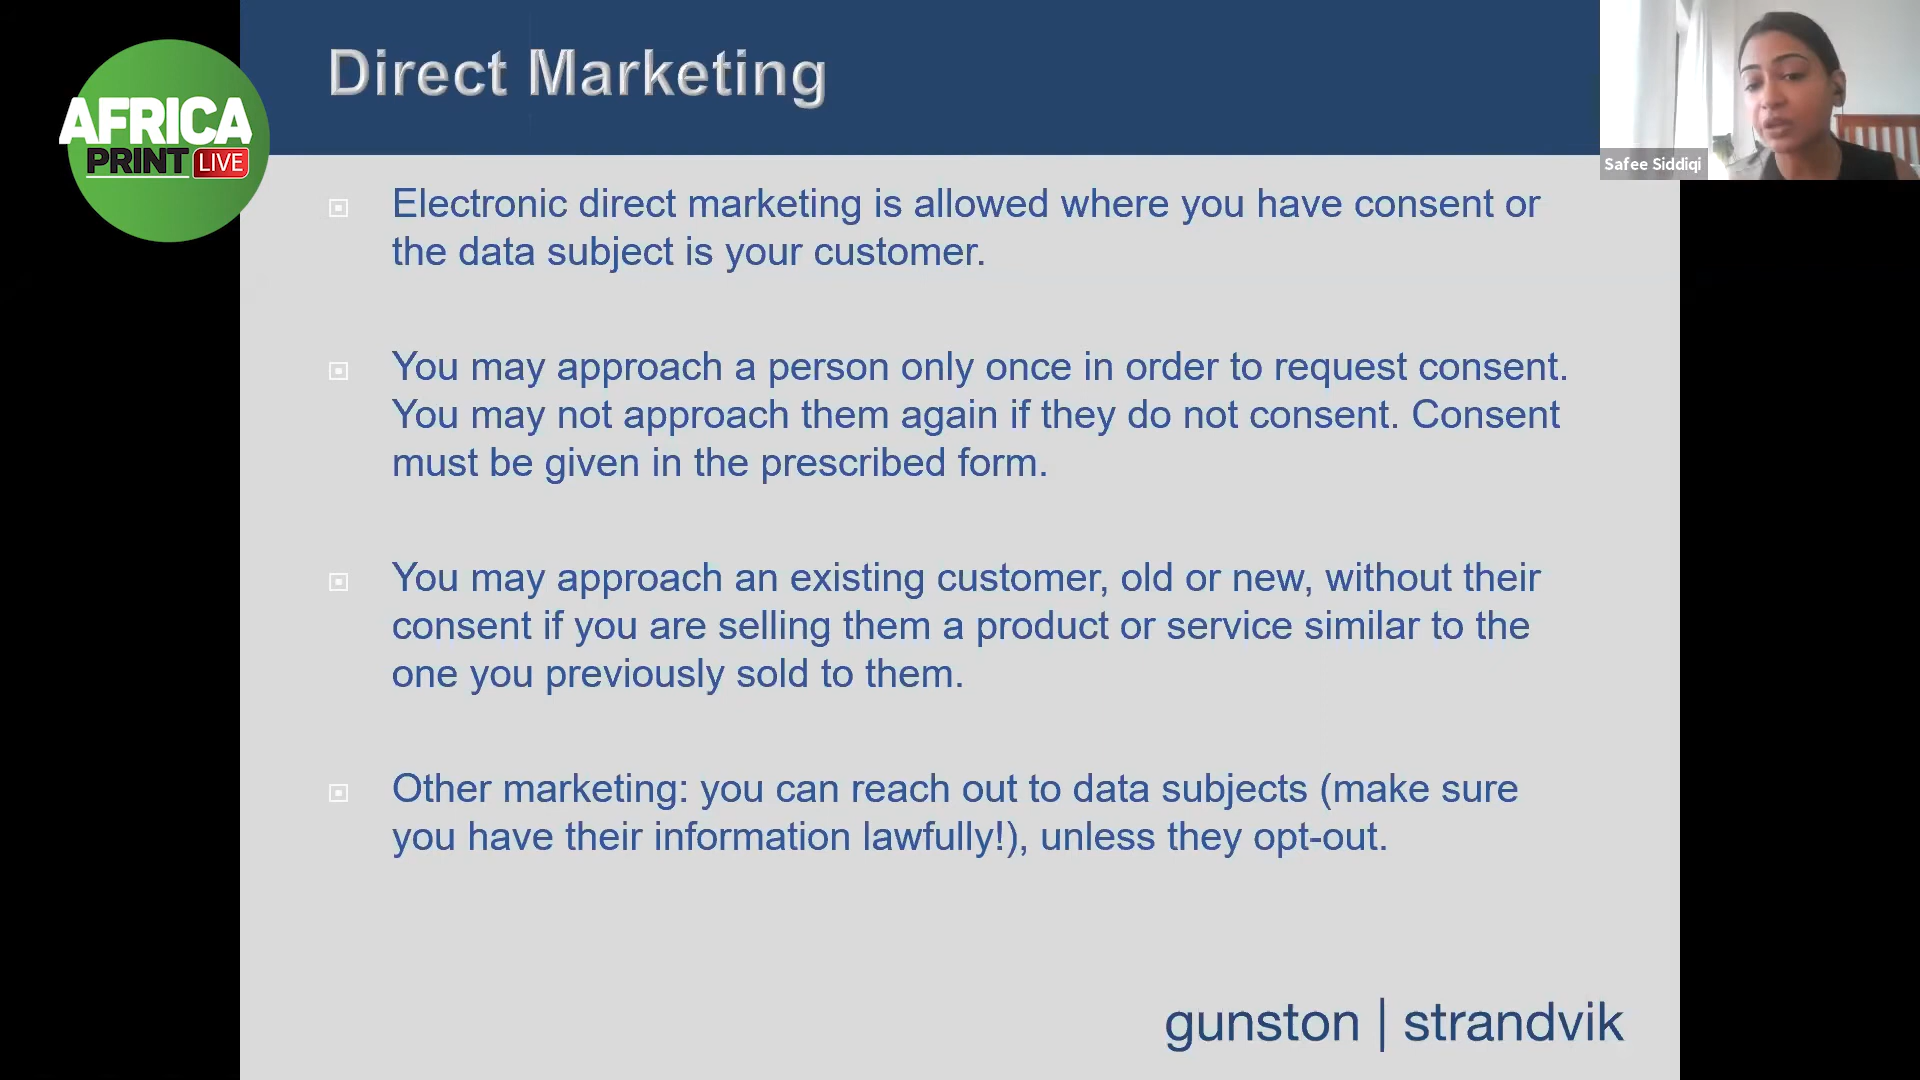 Direct Marketing
AFRICA
PRINT LIVE
Safee Siddiqi
Electronic direct marketing is allowed where you have consent or
the data subject is your customer.
You may approach a person only once in order to request consent.
You may not approach them again if they do not consent. Consent
must be given in the prescribed form.
You may approach an existing customer, old or new, without their
consent if you are selling them a product or service similar to the
one you previously sold to them.
Other marketing: you can reach out to data subjects (make sure
you have their information lawfully!), unless they opt-out.
gunston | strandvik